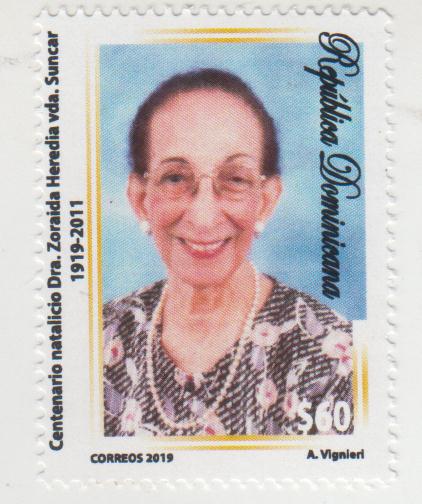 Centenario natalicio Dra. Zoraida Heredia vda. Suncar
1919-2011
República Dominicana
$60
CORREOS 2019
A. Vignieri